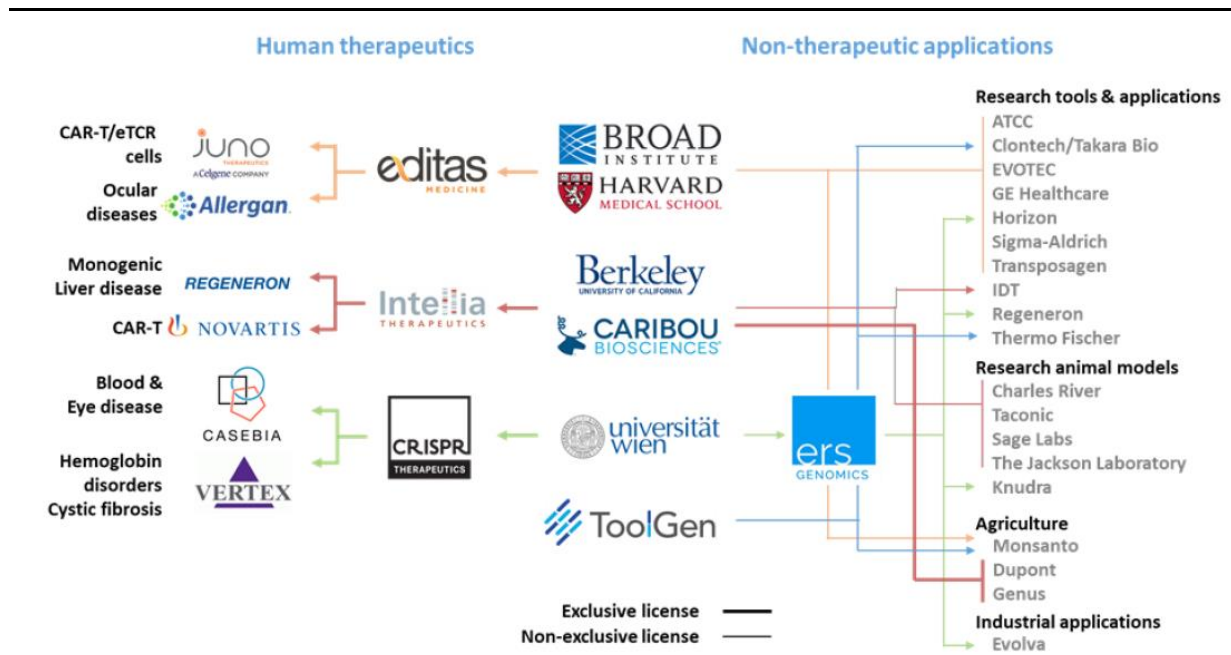 Human therapeutics
Non-therapeutic applications
CAR-T/eTCR
cells
JUNO
THERAPEUTICS
A Celgene COMPANY
Ocular
diseases
Allergan
editas
MEDICINE
BROAD
INSTITUTE
HARVARD
MEDICAL SCHOOL
Monogenic
Liver disease
REGENERON
CAR-T
NOVARTIS
Intellia
THERAPEUTICS
Berkeley
UNIVERSITY OF CALIFORNIA
CARIBOU
BIOSCIENCES
Blood &
Eye disease
CASEBIA
Hemoglobin
disorders
Cystic fibrosis
VERTEX
CRISPR
THERAPEUTICS
universität
wien
ers
GENOMICS
ToolGen
Exclusive license
Non-exclusive license
Research tools & applications
ATCC
Clontech/Takara Bio
EVOTEC
GE Healthcare
Horizon
Sigma-Aldrich
Transposagen
IDT
Regeneron
Thermo Fischer
Research animal models
Charles River
Taconic
Sage Labs
The Jackson Laboratory
Knudra
Agriculture
Monsanto
Dupont
Genus
Industrial applications
Evolva